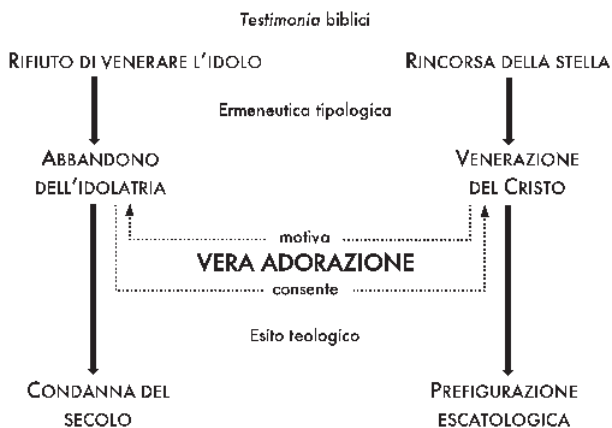 Testimonia biblici
RIFIUTO DI VENERARE L'IDOLO
RINCORSA DELLA STELLA
Ermeneutica tipologica
ABBANDONO
DELL'IDOLATRIA
VENERAZIONE
DEL CRISTO
motiva
VERA ADORAZIONE
consente
Esito teologico
CONDANNA DEL
SECOLO
PREFIGURAZIONE
ESCATOLOGICA